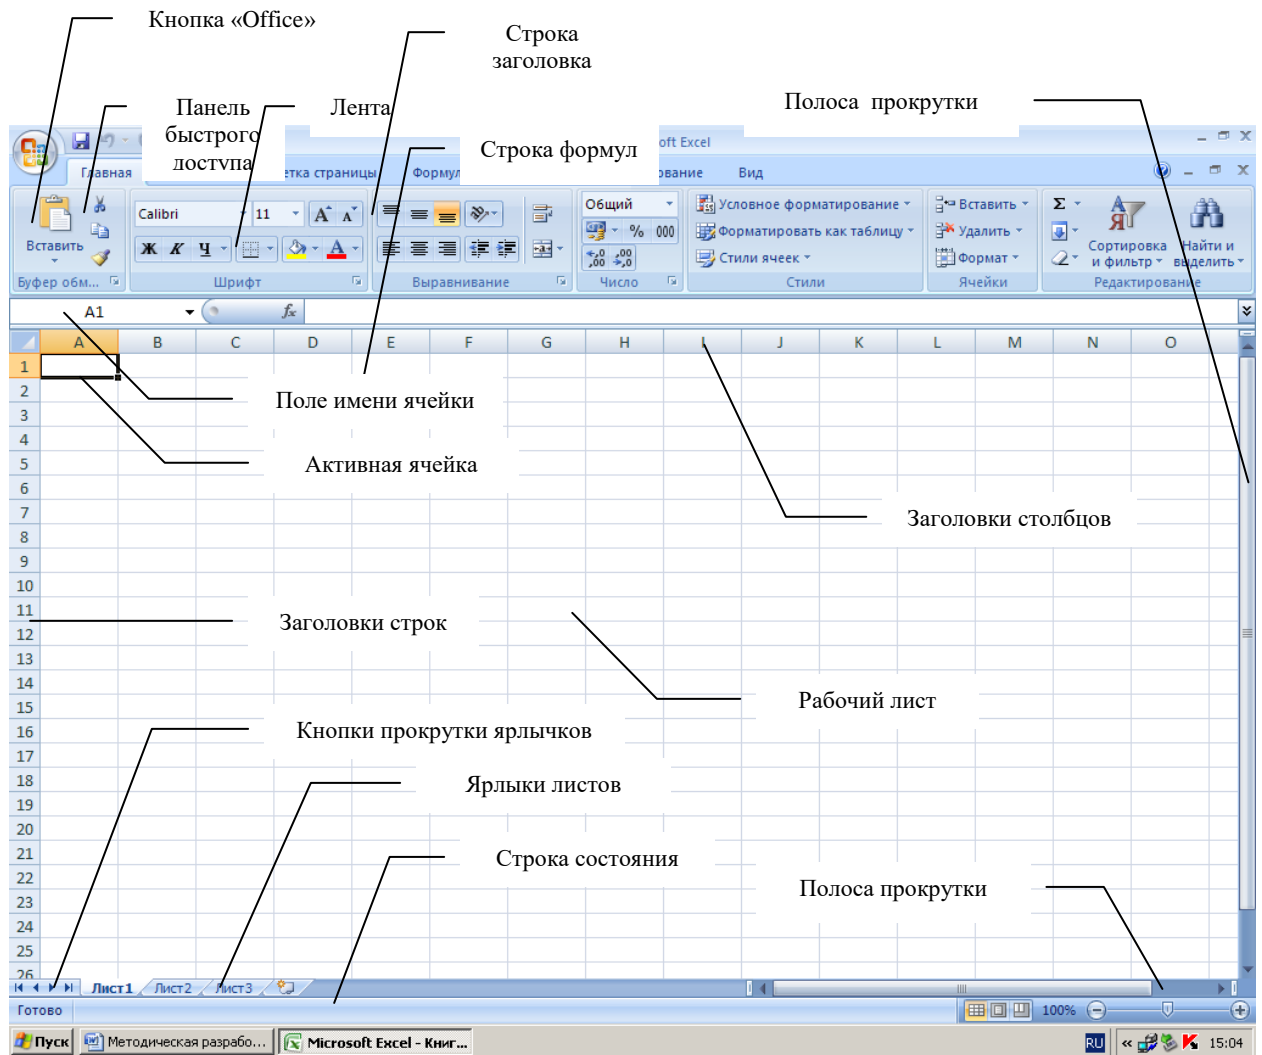 Кнопка «Office»
Строка
заголовка
Панель
быстрого
доступа
Лента
Полоса прокрутки
Строка формул
oft Excel
Главная
етка страницы
Форму
вание
Вид
Вставить
Буфер обм...
Calibri
11
Ж К Ч
Шрифт
Выравнивание
Общий
% 000
,0 ,00
,00 ,0
Число
Условное форматирование
Форматировать как таблицу
Стили ячеек
Стили
Вставить
Удалить
Формат
Ячейки
Σ
Сортировка
и фильтр
Найти и
выделить
Редактирование
A1
fx
A B C D E F G H I J K L M N O
1
2
3
4
5
6
7
8
9
10
11
12
13
14
15
16
17
18
19
20
21
22
23
24
25
26
Поле имени ячейки
Активная ячейка
Заголовки столбцов
Заголовки строк
Рабочий лист
Кнопки прокрутки ярлычков
Ярлыки листов
Строка состояния
Полоса прокрутки
Лист1 Лист2 Лист3
Готово
100%
Пуск
Методическая разрабо...
Microsoft Excel - Книг...
RU
«
15:04